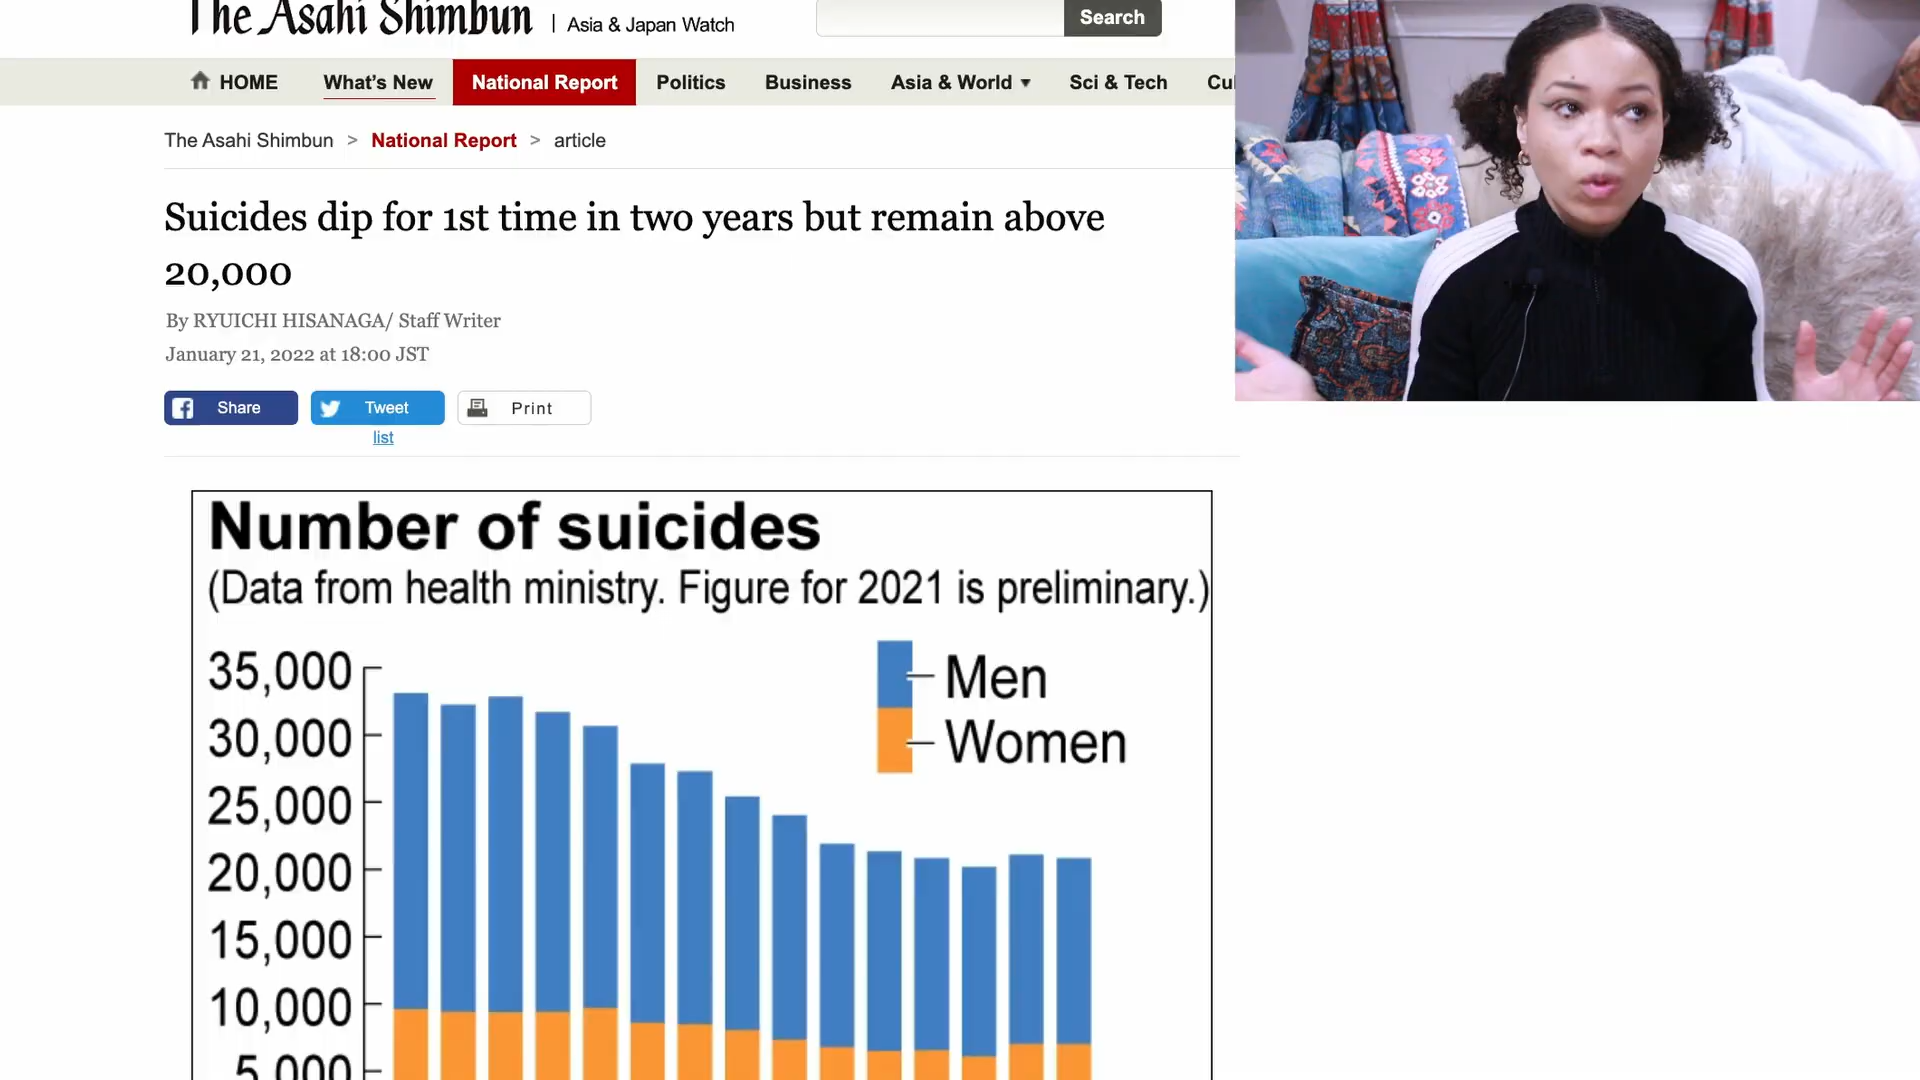 The Asahi Shimbun | Asia & Japan Watch
Search
HOME What's New National Report Politics Business Asia & World ▼ Sci & Tech
The Asahi Shimbun > National Report > article
Suicides dip for 1st time in two years but remain above
20,000
By RYUICHI HISANAGA/ Staff Writer
January 21, 2022 at 18:00 JST
Share Tweet Print
list
Number of suicides
(Data from health ministry. Figure for 2021 is preliminary.)
35,000
Men
30,000
Women
25,000
20,000
15,000
10,000
5,000